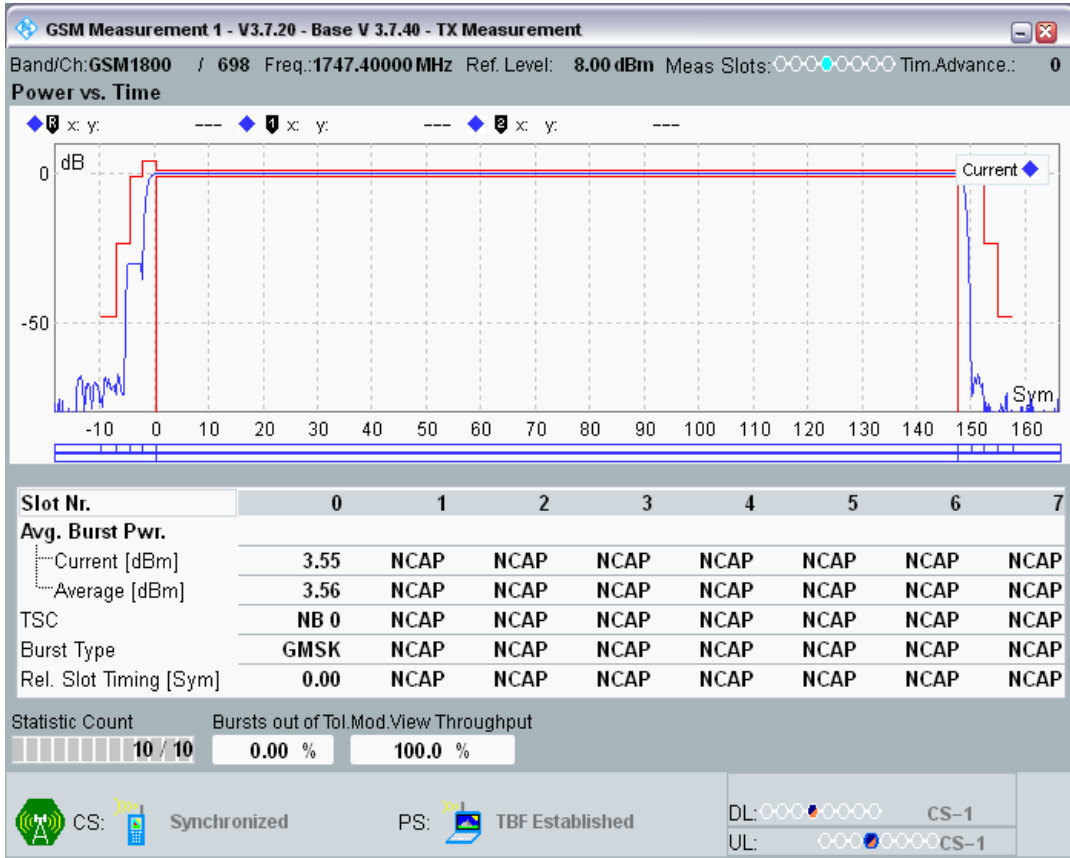 GSM Measurement 1 - V3.7.20 - Base V 3.7.40 - TX Measurement
Band/Ch:GSM1800 / 698 Freq.:1747.40000 MHz Ref. Level: 8.00 dBm Meas Slots: Tim.Advance.: 0
Power vs. Time
R x: y: --- 1 x: y: --- 2 x: y: ---
dB
0
Current
-50
Sym
-10 0 10 20 30 40 50 60 70 80 90 100 110 120 130 140 150 160
Slot Nr. 0 1 2 3 4 5 6 7
Avg. Burst Pwr.
Current [dBm] 3.55 NCAP NCAP NCAP NCAP NCAP NCAP NCAP
Average [dBm] 3.56 NCAP NCAP NCAP NCAP NCAP NCAP NCAP
TSC NB 0 NCAP NCAP NCAP NCAP NCAP NCAP NCAP
Burst Type GMSK NCAP NCAP NCAP NCAP NCAP NCAP NCAP
Rel. Slot Timing [Sym] 0.00 NCAP NCAP NCAP NCAP NCAP NCAP NCAP
Statistic Count Bursts out of Tol.Mod.View Throughput
10 / 10 0.00 % 100.0 %
CS: Synchronized PS: TBF Established DL: CS-1
UL: CS-1